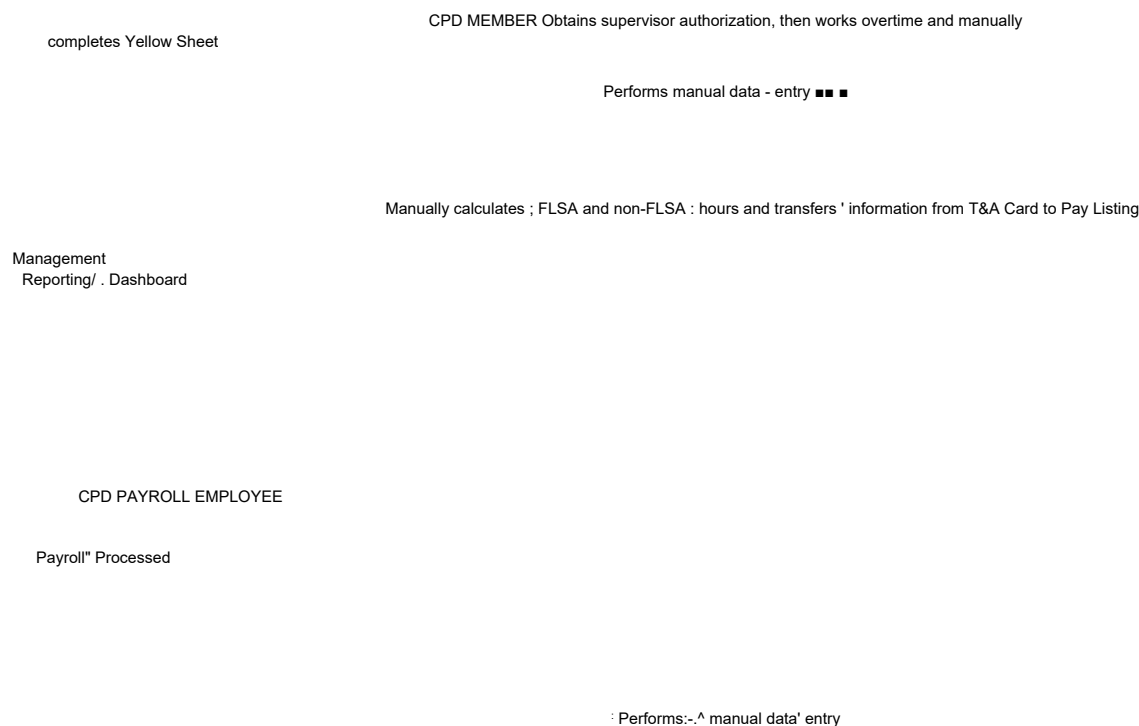 CPD MEMBER Obtains supervisor authorization, then works overtime and manually
completes Yellow Sheet
Performs manual data - entry ■■ ■
Manually calculates ; FLSA and non-FLSA : hours and transfers ' information from T&A Card to Pay Listing
Management
Reporting/ . Dashboard
CPD PAYROLL EMPLOYEE
Payroll" Processed
: Performs:-.^ manual data' entry